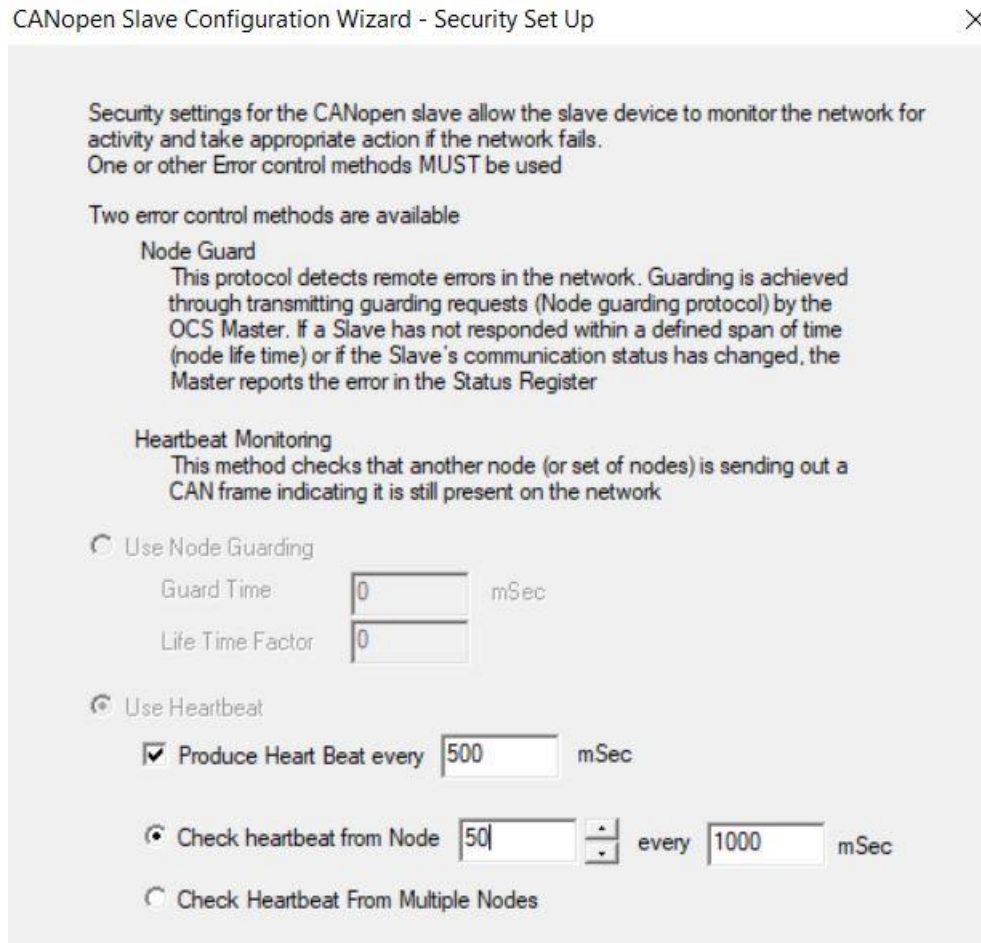 CANopen Slave Configuration Wizard - Security Set Up
Security settings for the CANopen slave allow the slave device to monitor the network for
activity and take appropriate action if the network fails.
One or other Error control methods MUST be used
Two error control methods are available
Node Guard
This protocol detects remote errors in the network. Guarding is achieved
through transmitting guarding requests (Node guarding protocol) by the
OCS Master. If a Slave has not responded within a defined span of time
(node life time) or if the Slave's communication status has changed, the
Master reports the error in the Status Register
Heartbeat Monitoring
This method checks that another node (or set of nodes) is sending out a
CAN frame indicating it is still present on the network
Use Node Guarding
Guard Time 0 mSec
Life Time Factor 0
Use Heartbeat
Produce Heart Beat every 500 mSec
Check heartbeat from Node 50 every 1000 mSec
Check Heartbeat From Multiple Nodes